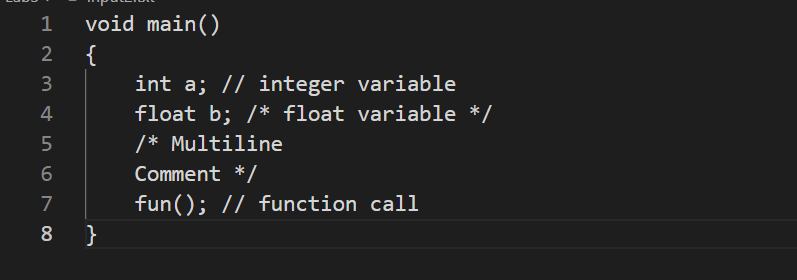 1 void main()
2 {
3 int a; // integer variable
4 float b; /* float variable */
5 /* Multiline
6 Comment */
7 fun(); // function call
8 }